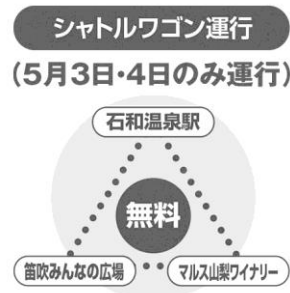 シャトルワゴン運行
(5月3日・4日のみ運行)
石和温泉駅
無料
笛吹みんなの広場
マルス山梨ワイナリー